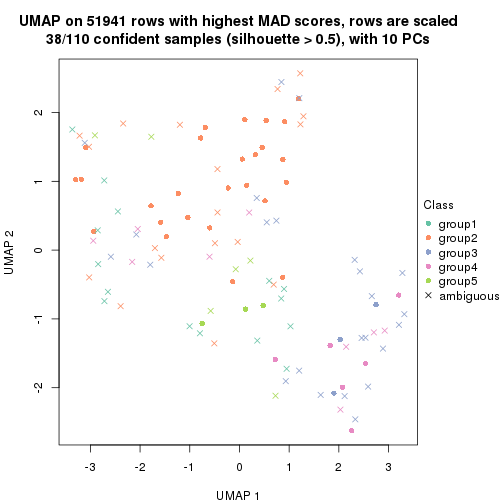 UMAP on 51941 rows with highest MAD scores, rows are scaled
38/110 confident samples (silhouette > 0.5), with 10 PCs
2
1
0
-1
-2
UMAP 2
-3
-2
-1
0
1
2
3
UMAP 1
Class
group1
group2
group3
group4
group5
ambiguous